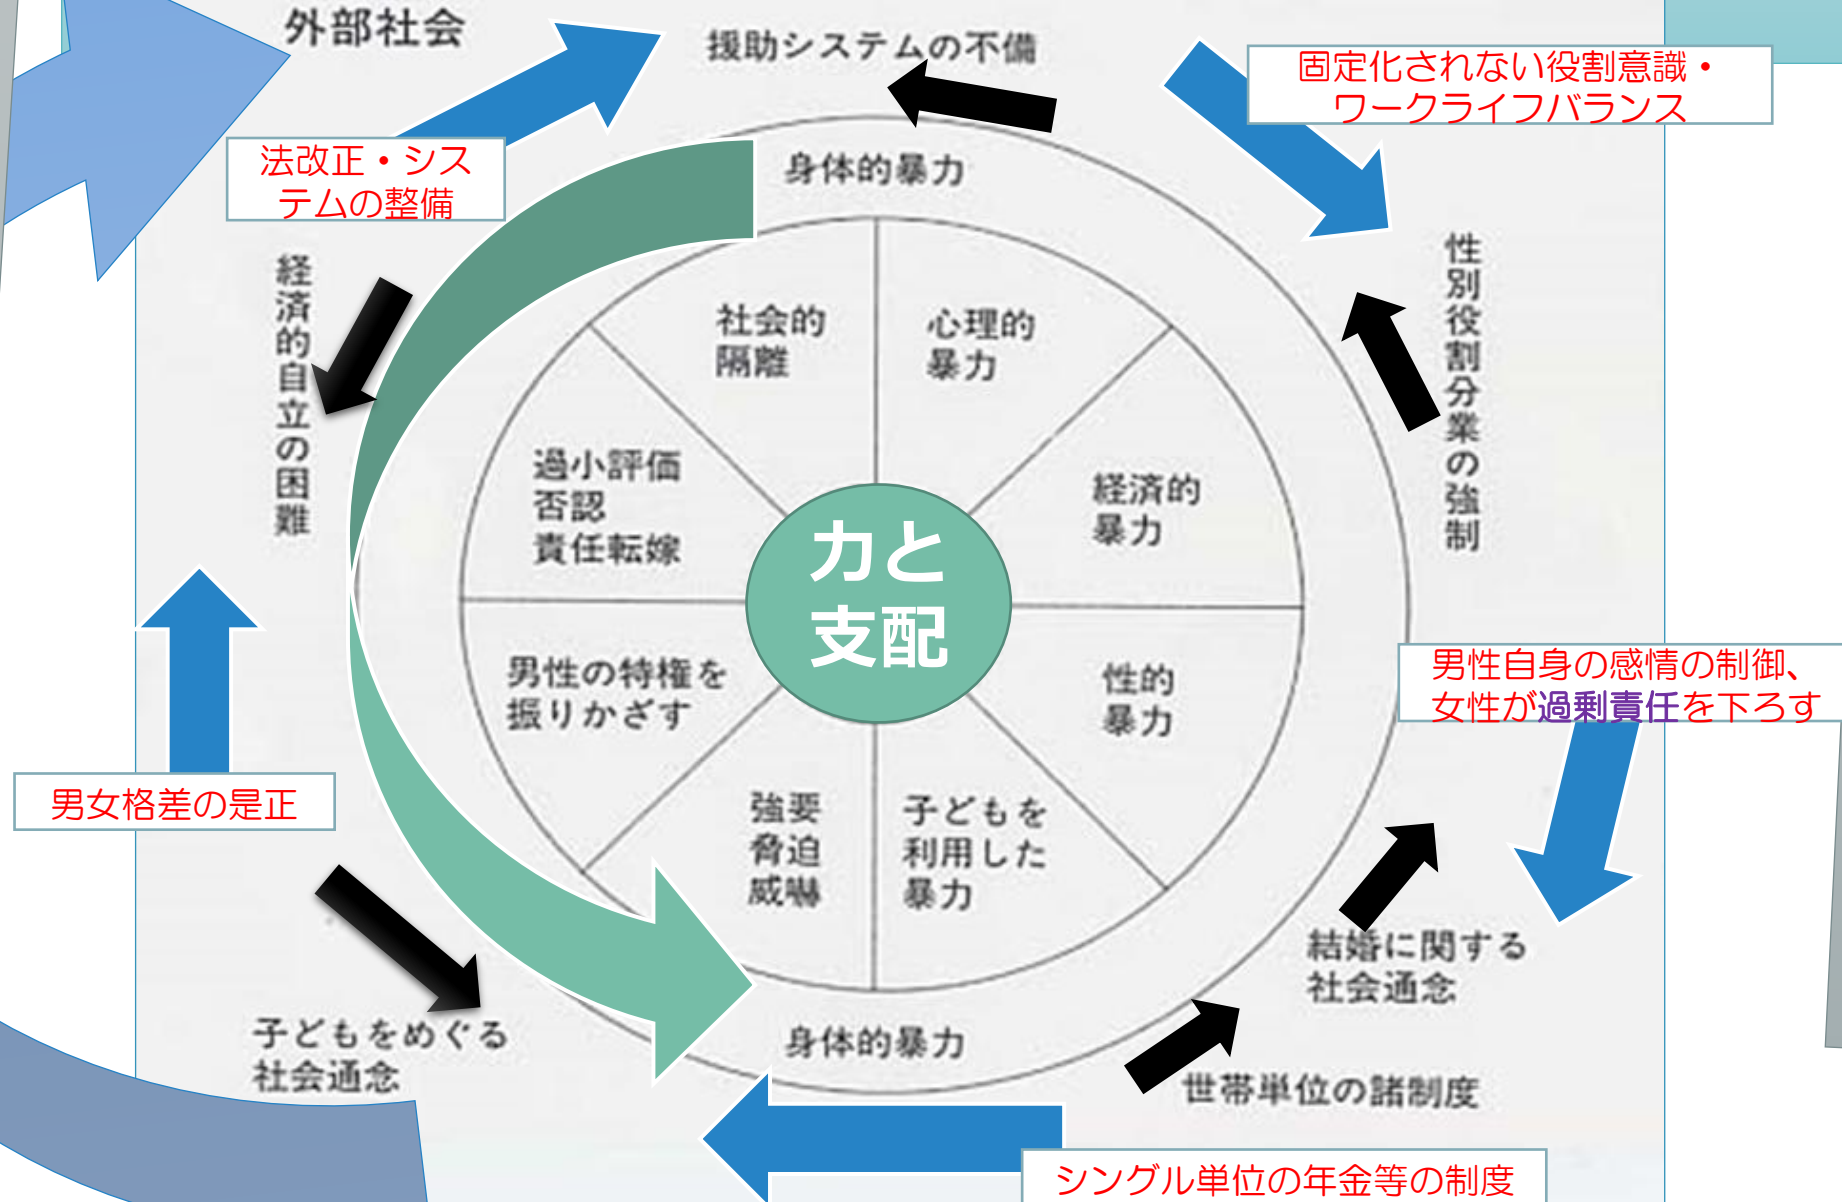 外部社会
援助システムの不備
固定化されない役割意識・
ワークライフバランス
法改正・シス
テムの整備
身体的暴力
経済的自立の困難
性別役割分業の強制
社会的
隔離
心理的
暴力
過小評価
否認
責任転嫁
経済的
暴力
力と
支配
男性の特権を
振りかざす
性的
暴力
男性自身の感情の制御、
女性が過剰責任を下ろす
男女格差の是正
強要
脅迫
威嚇
子どもを
利用した
暴力
結婚に関する
社会通念
子どもをめぐる
社会通念
身体的暴力
世帯単位の諸制度
シングル単位の年金等の制度